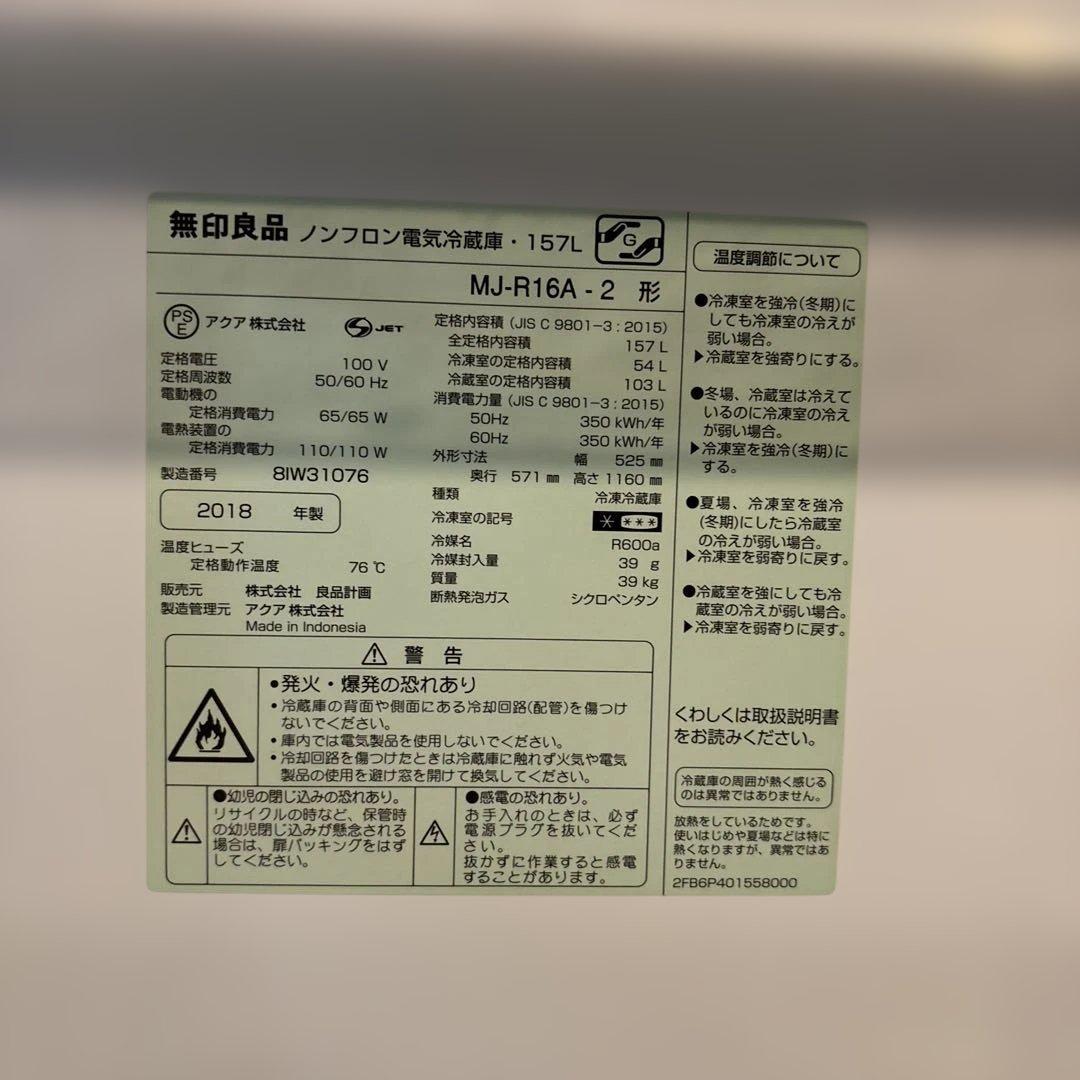 無印良品 ノンフロン電気冷蔵庫・157L
G
MJ-R16A - 2 形
PS
E
アクア 株式会社
JET
定格電圧 100 V
定格周波数 50/60 Hz
電動機の
定格消費電力 65/65 W
電熱装置の
定格消費電力 110/110 W
製造番号 8IW31076
2018 年製
温度ヒューズ
定格動作温度 76 ℃
販売元 株式会社 良品計画
製造管理元 アクア 株式会社
Made in Indonesia
定格内容積 (JIS C 9801-3 : 2015)
全定格内容積 157 L
冷凍室の定格内容積 54 L
冷蔵室の定格内容積 103 L
消費電力量 (JIS C 9801-3 : 2015)
50Hz 350 kWh/年
60Hz 350 kWh/年
外形寸法 幅 525 ㎜
奥行 571 ㎜ 高さ 1160 ㎜
種類 冷凍冷蔵庫
冷凍室の記号
冷媒名 R600a
冷媒封入量 39 g
質量 39 kg
断熱発泡ガス シクロペンタン
警 告
●発火・爆発の恐れあり
・冷蔵庫の背面や側面にある冷却回路(配管)を傷つけ
ないでください。
・庫内では電気製品を使用しないでください。
・冷却回路を傷つけたときは冷蔵庫に触れず火気や電気
製品の使用を避け窓を開けて換気してください。
●幼児の閉じ込みの恐れあり。
リサイクルの時など、保管時
の幼児閉じ込みが懸念される
場合は、扉パッキングをはず
してください。
●感電の恐れあり。
お手入れのときは、必ず
電源プラグを抜いてくだ
さい。
抜かずに作業すると感電
することがあります。
温度調節について
●冷凍室を強冷(冬期)に
しても冷凍室の冷えが
弱い場合。
▶冷蔵室を強寄りにする。
●冬場、冷蔵室は冷えて
いるのに冷凍室の冷え
が弱い場合。
▶冷凍室を強冷(冬期)に
する。
●夏場、冷凍室を強冷
(冬期)にしたら冷蔵室
の冷えが弱い場合。
▶冷凍室を弱寄りに戻す。
●冷蔵室を強にしても冷
蔵室の冷えが弱い場合。
▶冷凍室を弱寄りに戻す。
くわしくは取扱説明書
をお読みください。
冷蔵庫の周囲が熱く感じる
のは異常ではありません。
放熱をしているためです。
使いはじめや夏場などは特に
熱くなりますが、異常ではあ
りません。
2FB6P401558000